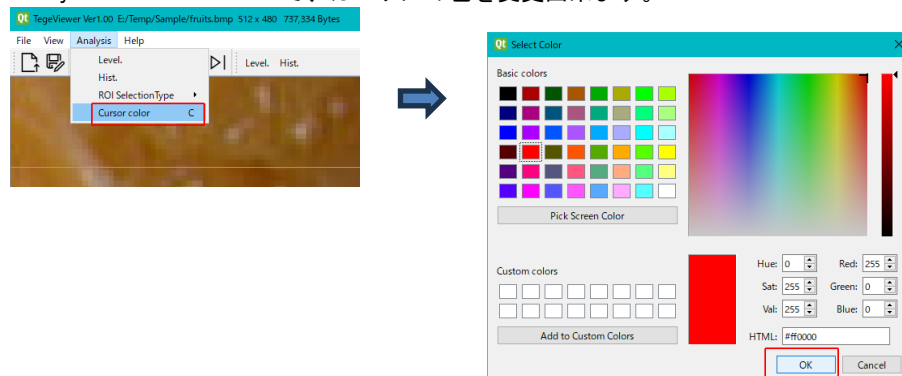 TegeViewer Ver1.00 E:/Temp/Sample/fruits.bmp 512 x 480 737,334 Bytes
File View Analysis Help
Level. Hist.
Level.
Hist.
ROI SelectionType
Cursor color C
Select Color
Basic colors
Pick Screen Color
Custom colors
Add to Custom Colors
Hue: 0 Red: 255
Sat: 255 Green: 0
Val: 255 Blue: 0
HTML: #ff0000
OK Cancel